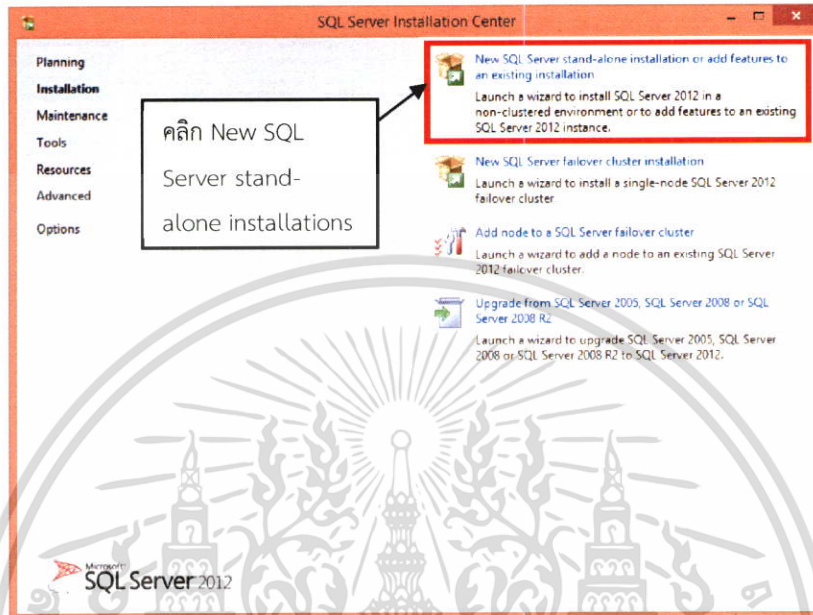 SQL Server Installation Center
Planning
Installation
Maintenance
Tools
Resources
Advanced
Options
คลิก New SQL
Server stand-
alone installations
New SQL Server stand-alone installation or add features to
an existing installation
Launch a wizard to install SQL Server 2012 in a
non-clustered environment or to add features to an existing
SQL Server 2012 instance.
New SQL Server failover cluster installation
Launch a wizard to install a single-node SQL Server 2012
failover cluster.
Add node to a SQL Server failover cluster
Launch a wizard to add a node to an existing SQL Server
2012 failover cluster.
Upgrade from SQL Server 2005, SQL Server 2008 or SQL
Server 2008 R2
Launch a wizard to upgrade SQL Server 2005, SQL Server
2008 or SQL Server 2008 R2 to SQL Server 2012.
Microsoft
SQL Server 2012